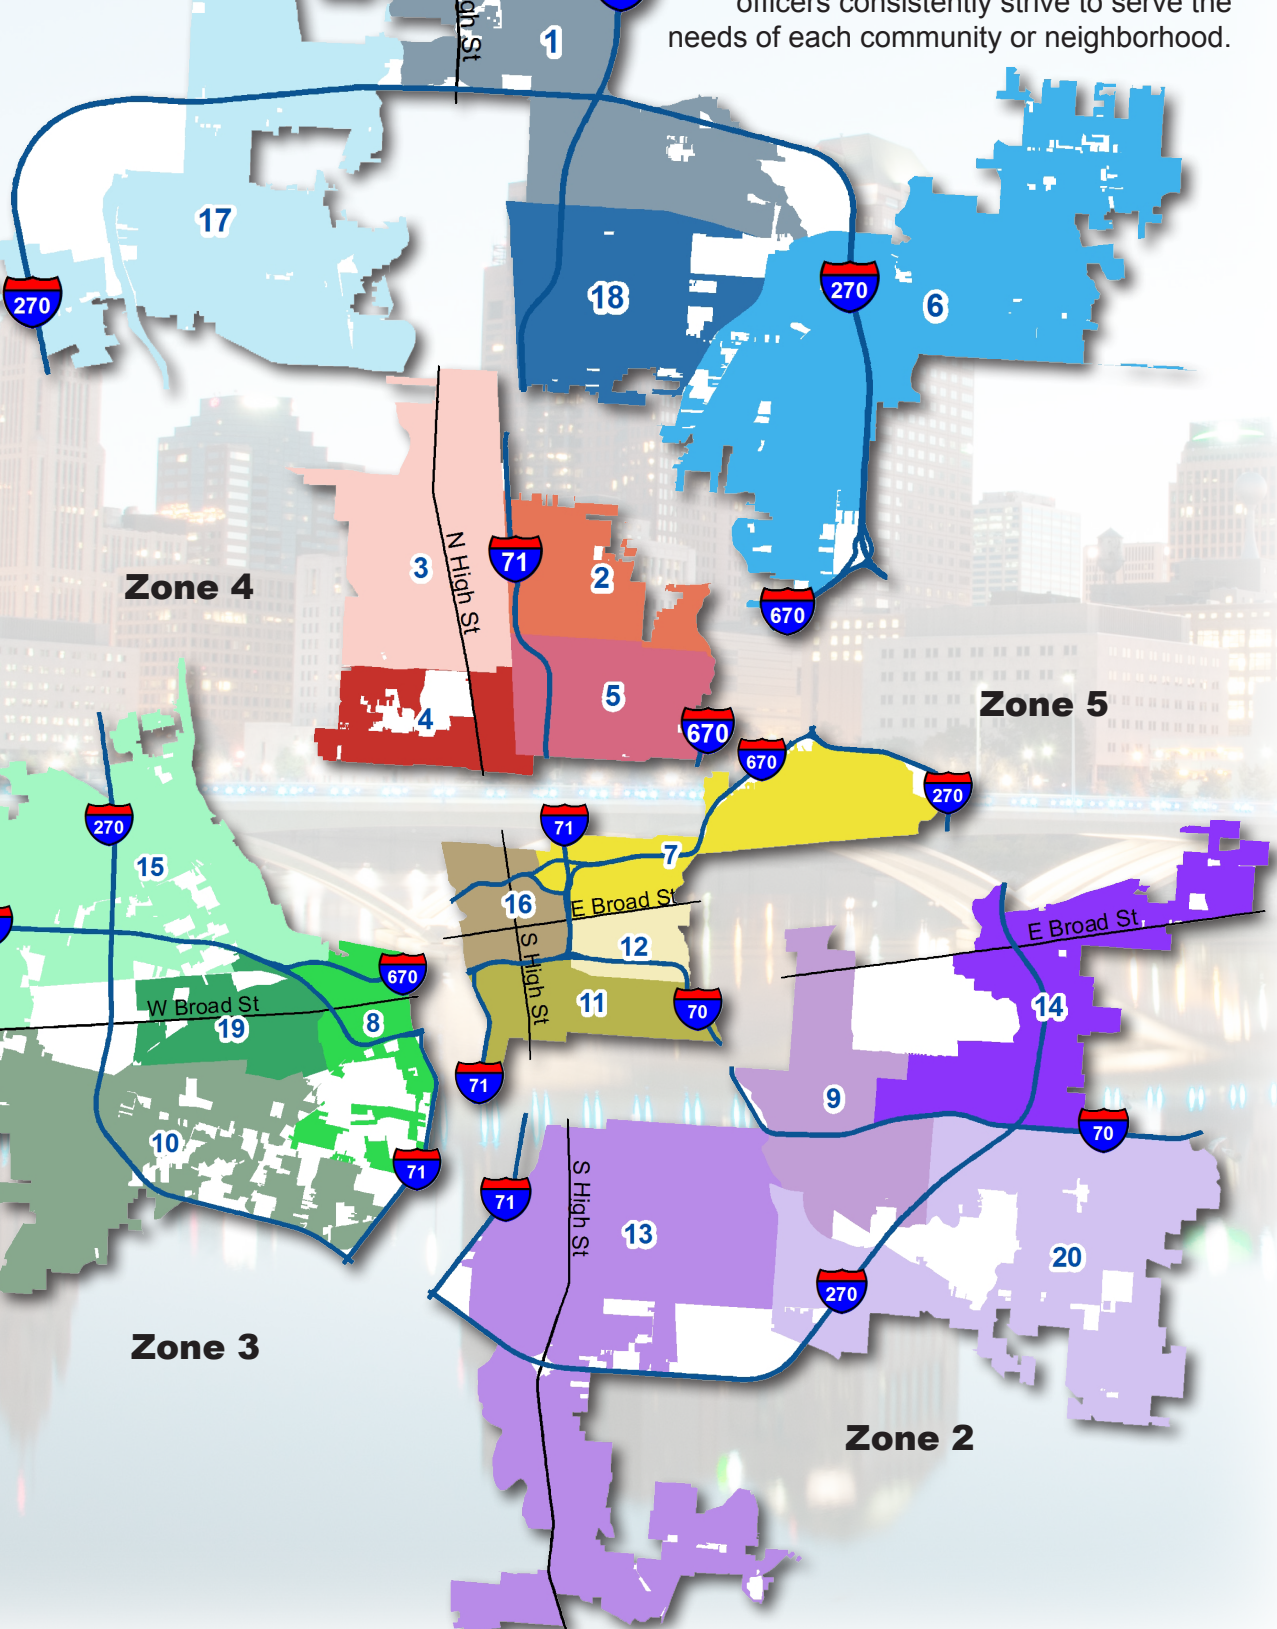 officers consistently strive to serve the
needs of each community or neighborhood.
gh St
1
17
270
18
270
6
N High St
3
71
2
Zone 4
670
4
5
670
Zone 5
670
270
270
71
15
7
16
E Broad St
12
S High St
E Broad St
670
W Broad St
19
8
11
70
14
71
9
10
71
70
71
S High St
13
20
270
Zone 3
Zone 2